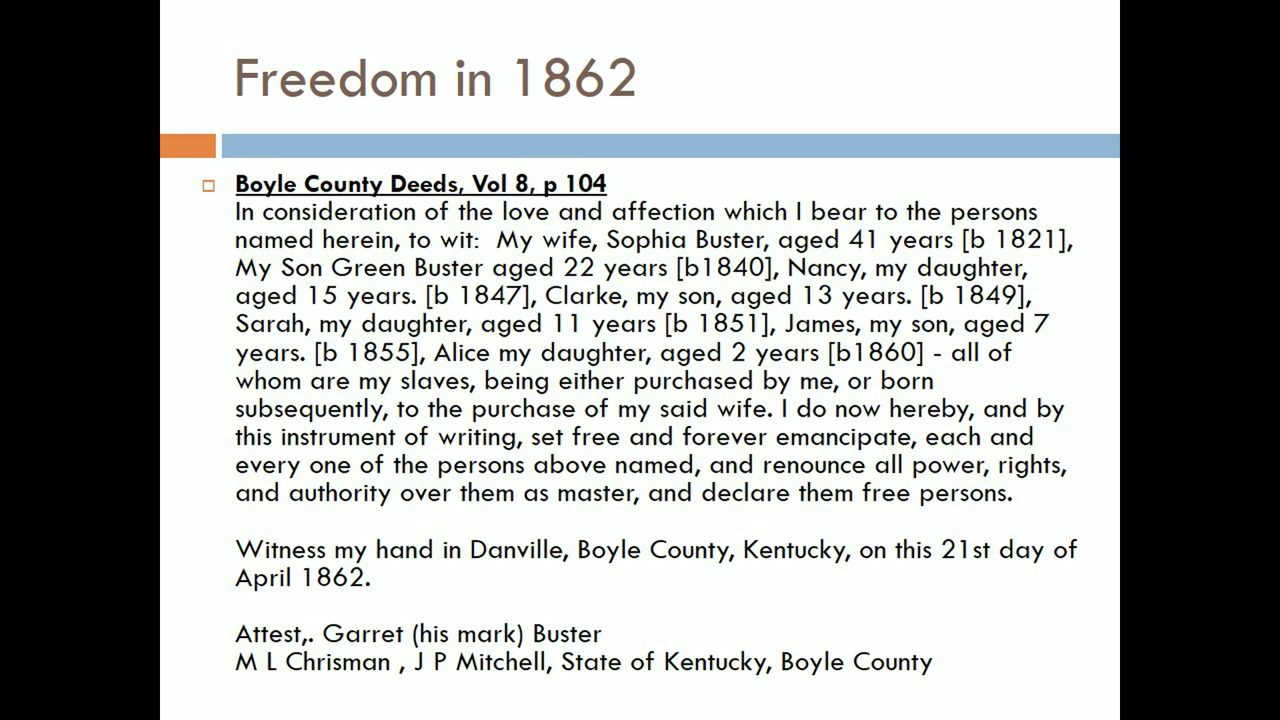 Freedom in 1862
Boyle County Deeds, Vol 8, p 104
In consideration of the love and affection which I bear to the persons
named herein, to wit:  My wife, Sophia Buster, aged 41 years [b 1821],
My Son Green Buster aged 22 years [b1840], Nancy, my daughter,
aged 15 years. [b 1847], Clarke, my son, aged 13 years. [b 1849],
Sarah, my daughter, aged 11 years [b 1851], James, my son, aged 7
years. [b 1855], Alice my daughter, aged 2 years [b1860] - all of
whom are my slaves, being either purchased by me, or born
subsequently, to the purchase of my said wife. I do now hereby, and by
this instrument of writing, set free and forever emancipate, each and
every one of the persons above named, and renounce all power, rights,
and authority over them as master, and declare them free persons.
Witness my hand in Danville, Boyle County, Kentucky, on this 21st day of
April 1862.
Attest,. Garret (his mark) Buster
M L Chrisman , J P Mitchell, State of Kentucky, Boyle County